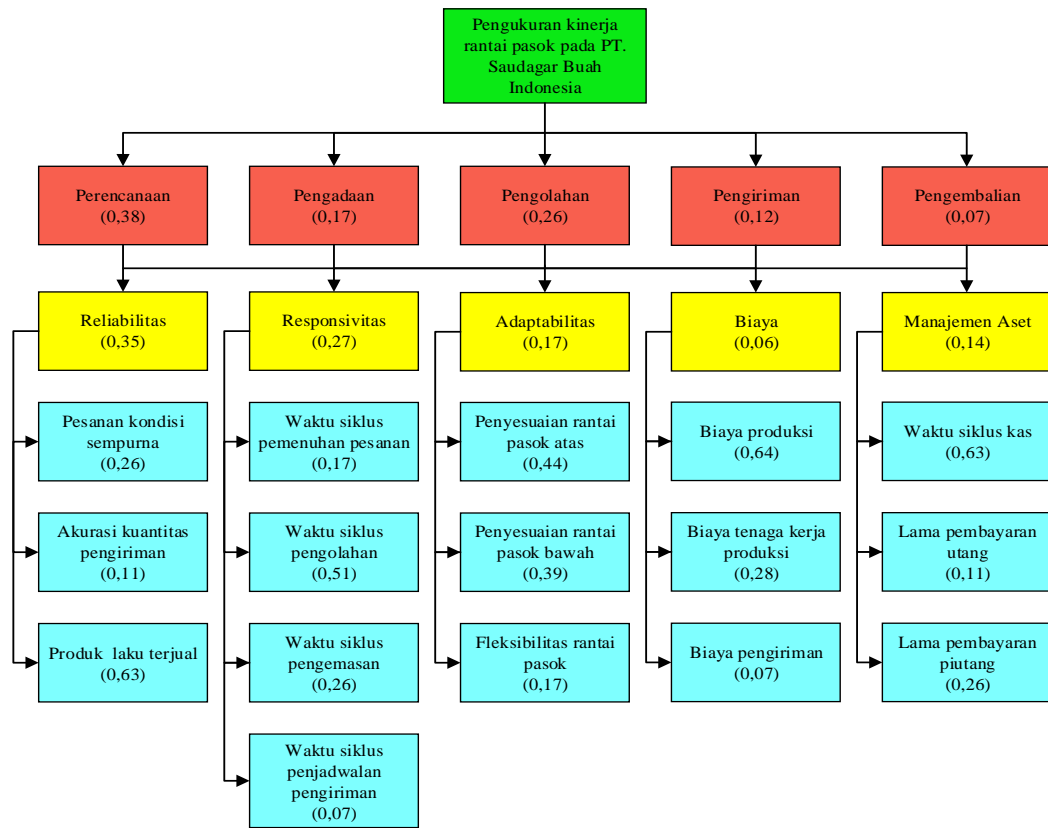 Pengukuran kinerja
rantai pasok pada PT.
Saudagar Buah
Indonesia
Perencanaan
(0,38)
Pengadaan
(0,17)
Pengolahan
(0,26)
Pengiriman
(0,12)
Pengembalian
(0,07)
Reliabilitas
(0,35)
Responsivitas
(0,27)
Adaptabilitas
(0,17)
Biaya
(0,06)
Manajemen Aset
(0,14)
Pesanan kondisi
sempurna
(0,26)
Waktu siklus
pemenuhan pesanan
(0,17)
Penyesuaian rantai
pasok atas
(0,44)
Biaya produksi
(0,64)
Waktu siklus kas
(0,63)
Akurasi kuantitas
pengiriman
(0,11)
Waktu siklus
pengolahan
(0,51)
Penyesuaian rantai
pasok bawah
(0,39)
Biaya tenaga kerja
produksi
(0,28)
Lama pembayaran
utang
(0,11)
Produk laku terjual
(0,63)
Waktu siklus
pengemasan
(0,26)
Fleksibilitas rantai
pasok
(0,17)
Biaya pengiriman
(0,07)
Lama pembayaran
piutang
(0,26)
Waktu siklus
penjadwalan
pengiriman
(0,07)